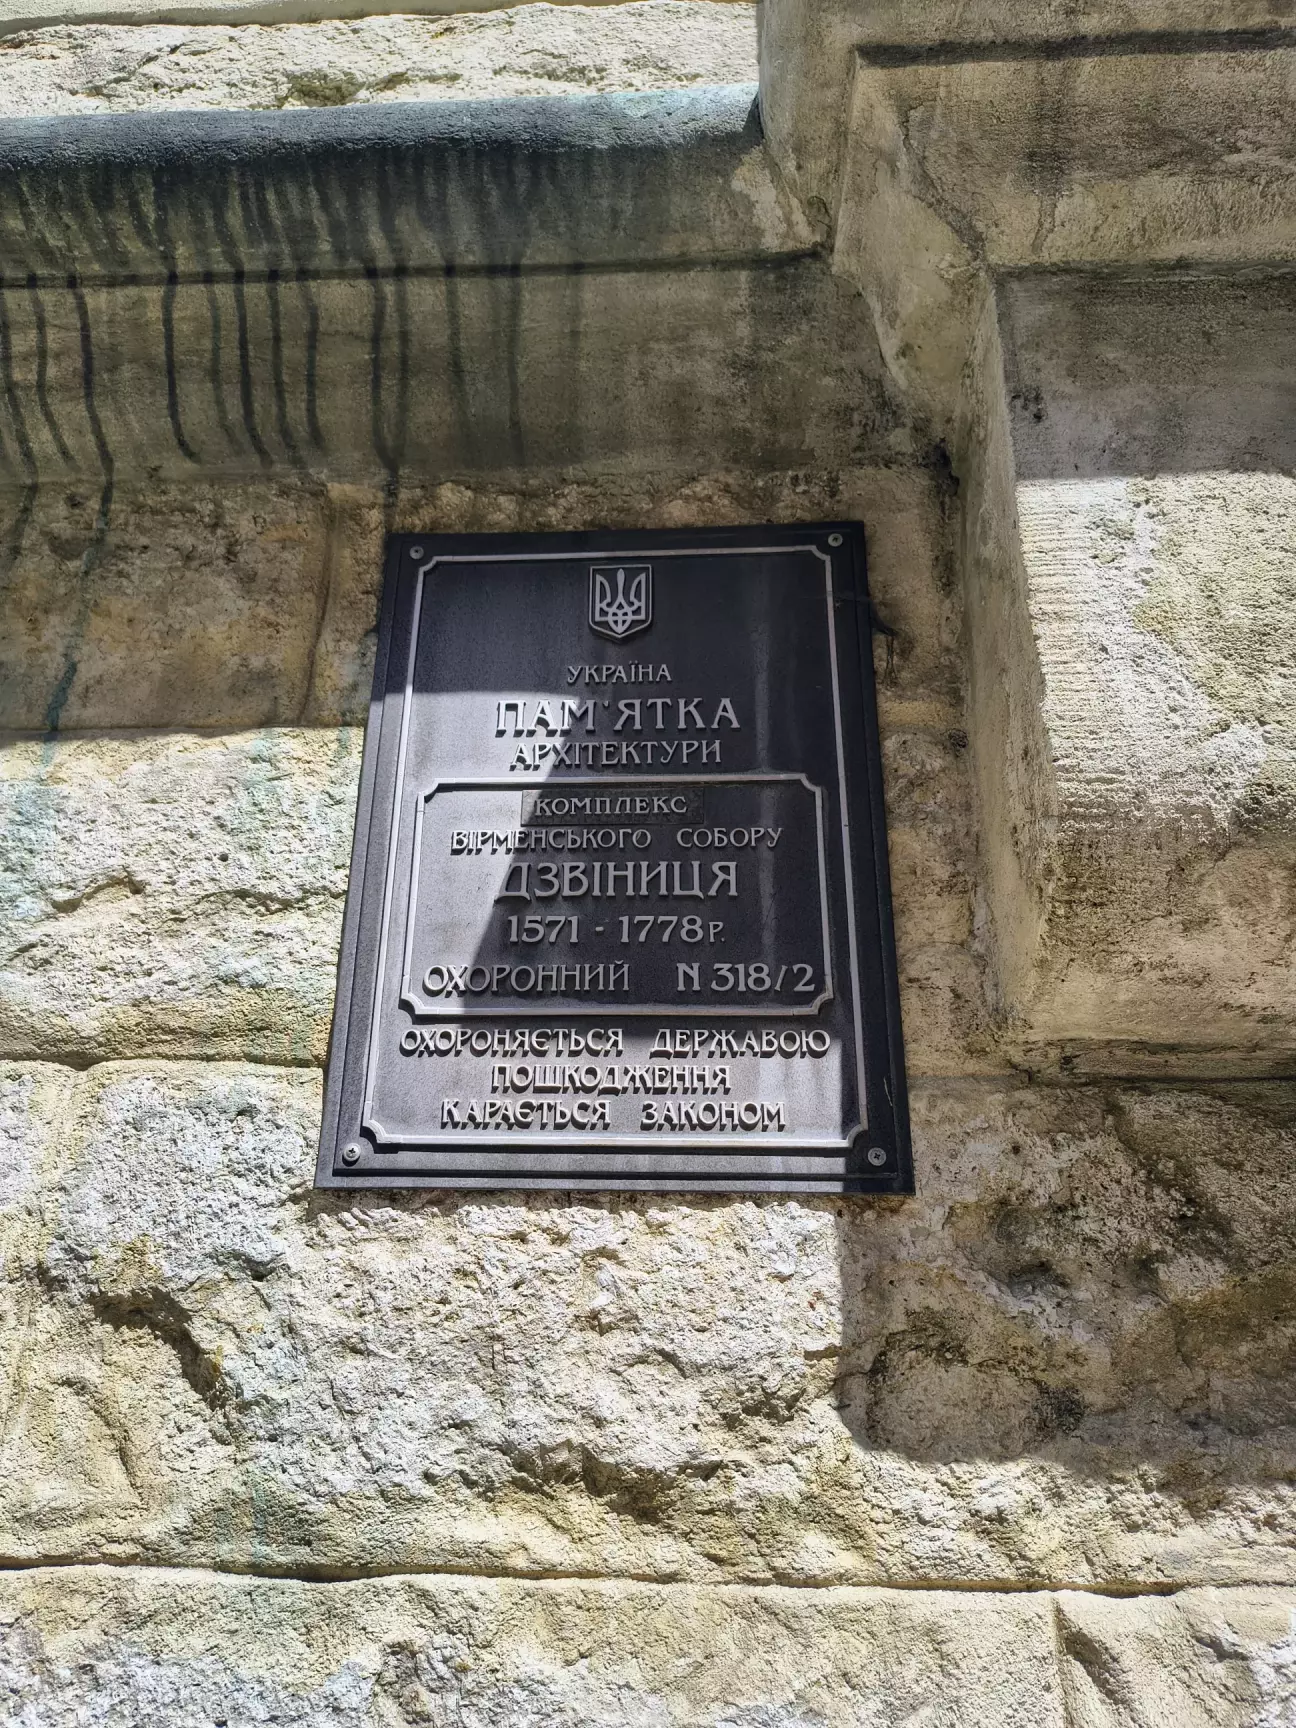 УКРАЇНА
ПАМ'ЯТКА
АРХІТЕКТУРИ
КОМПЛЕКС
ВІРМЕНСЬКОГО СОБОРУ
ДЗВІНИЦЯ
1571 - 1778 Р.
ОХОРОННИЙ N 318/2
ОХОРОНЯЄТЬСЯ ДЕРЖАВОЮ
ПОШКОДЖЕННЯ
КАРАЄТЬСЯ ЗАКОНОМ